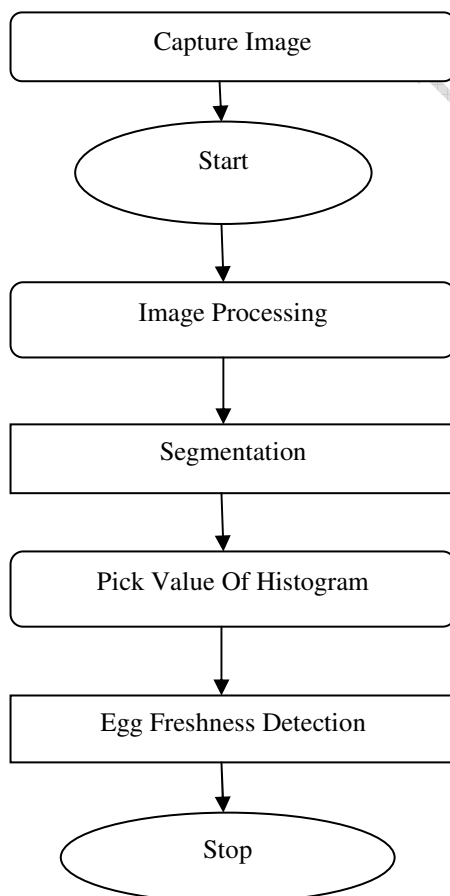 Capture Image
Start
Image Processing
Segmentation
Pick Value Of Histogram
Egg Freshness Detection
Stop